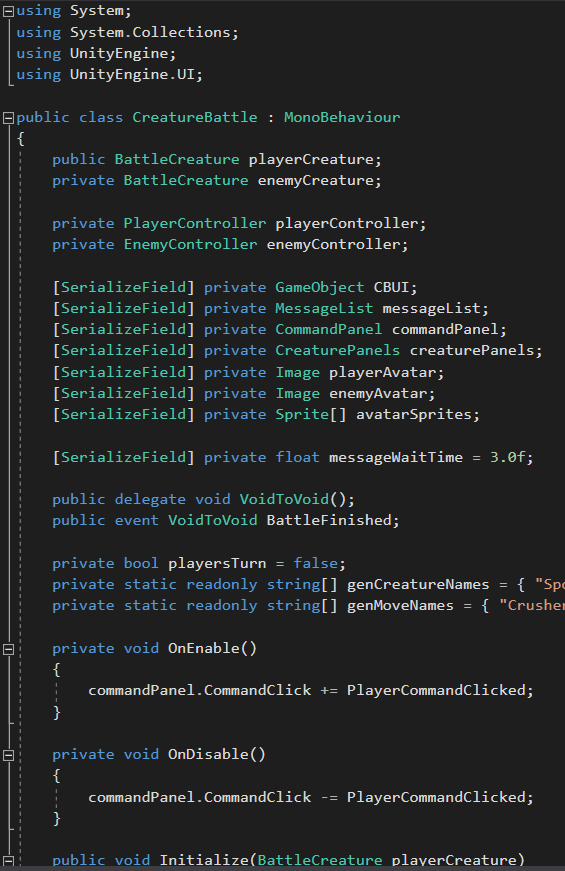 using System;
using System.Collections;
using UnityEngine;
using UnityEngine.UI;
public class CreatureBattle : MonoBehaviour
{
public BattleCreature playerCreature;
private BattleCreature enemyCreature;
private PlayerController playerController;
private EnemyController enemyController;
[SerializeField] private GameObject CBUI;
[SerializeField] private MessageList messageList;
[SerializeField] private CommandPanel commandPanel;
[SerializeField] private CreaturePanels creaturePanels;
[SerializeField] private Image playerAvatar;
[SerializeField] private Image enemyAvatar;
[SerializeField] private Sprite[] avatarSprites;
[SerializeField] private float messageWaitTime = 3.0f;
public delegate void VoidToVoid();
public event VoidToVoid BattleFinished;
private bool playersTurn = false;
private static readonly string[] genCreatureNames = { "Spo
private static readonly string[] genMoveNames = { "Crusher
private void OnEnable()
{
commandPanel.CommandClick += PlayerCommandClicked;
}
private void OnDisable()
{
commandPanel.CommandClick -= PlayerCommandClicked;
}
public void Initialize(BattleCreature playerCreature)